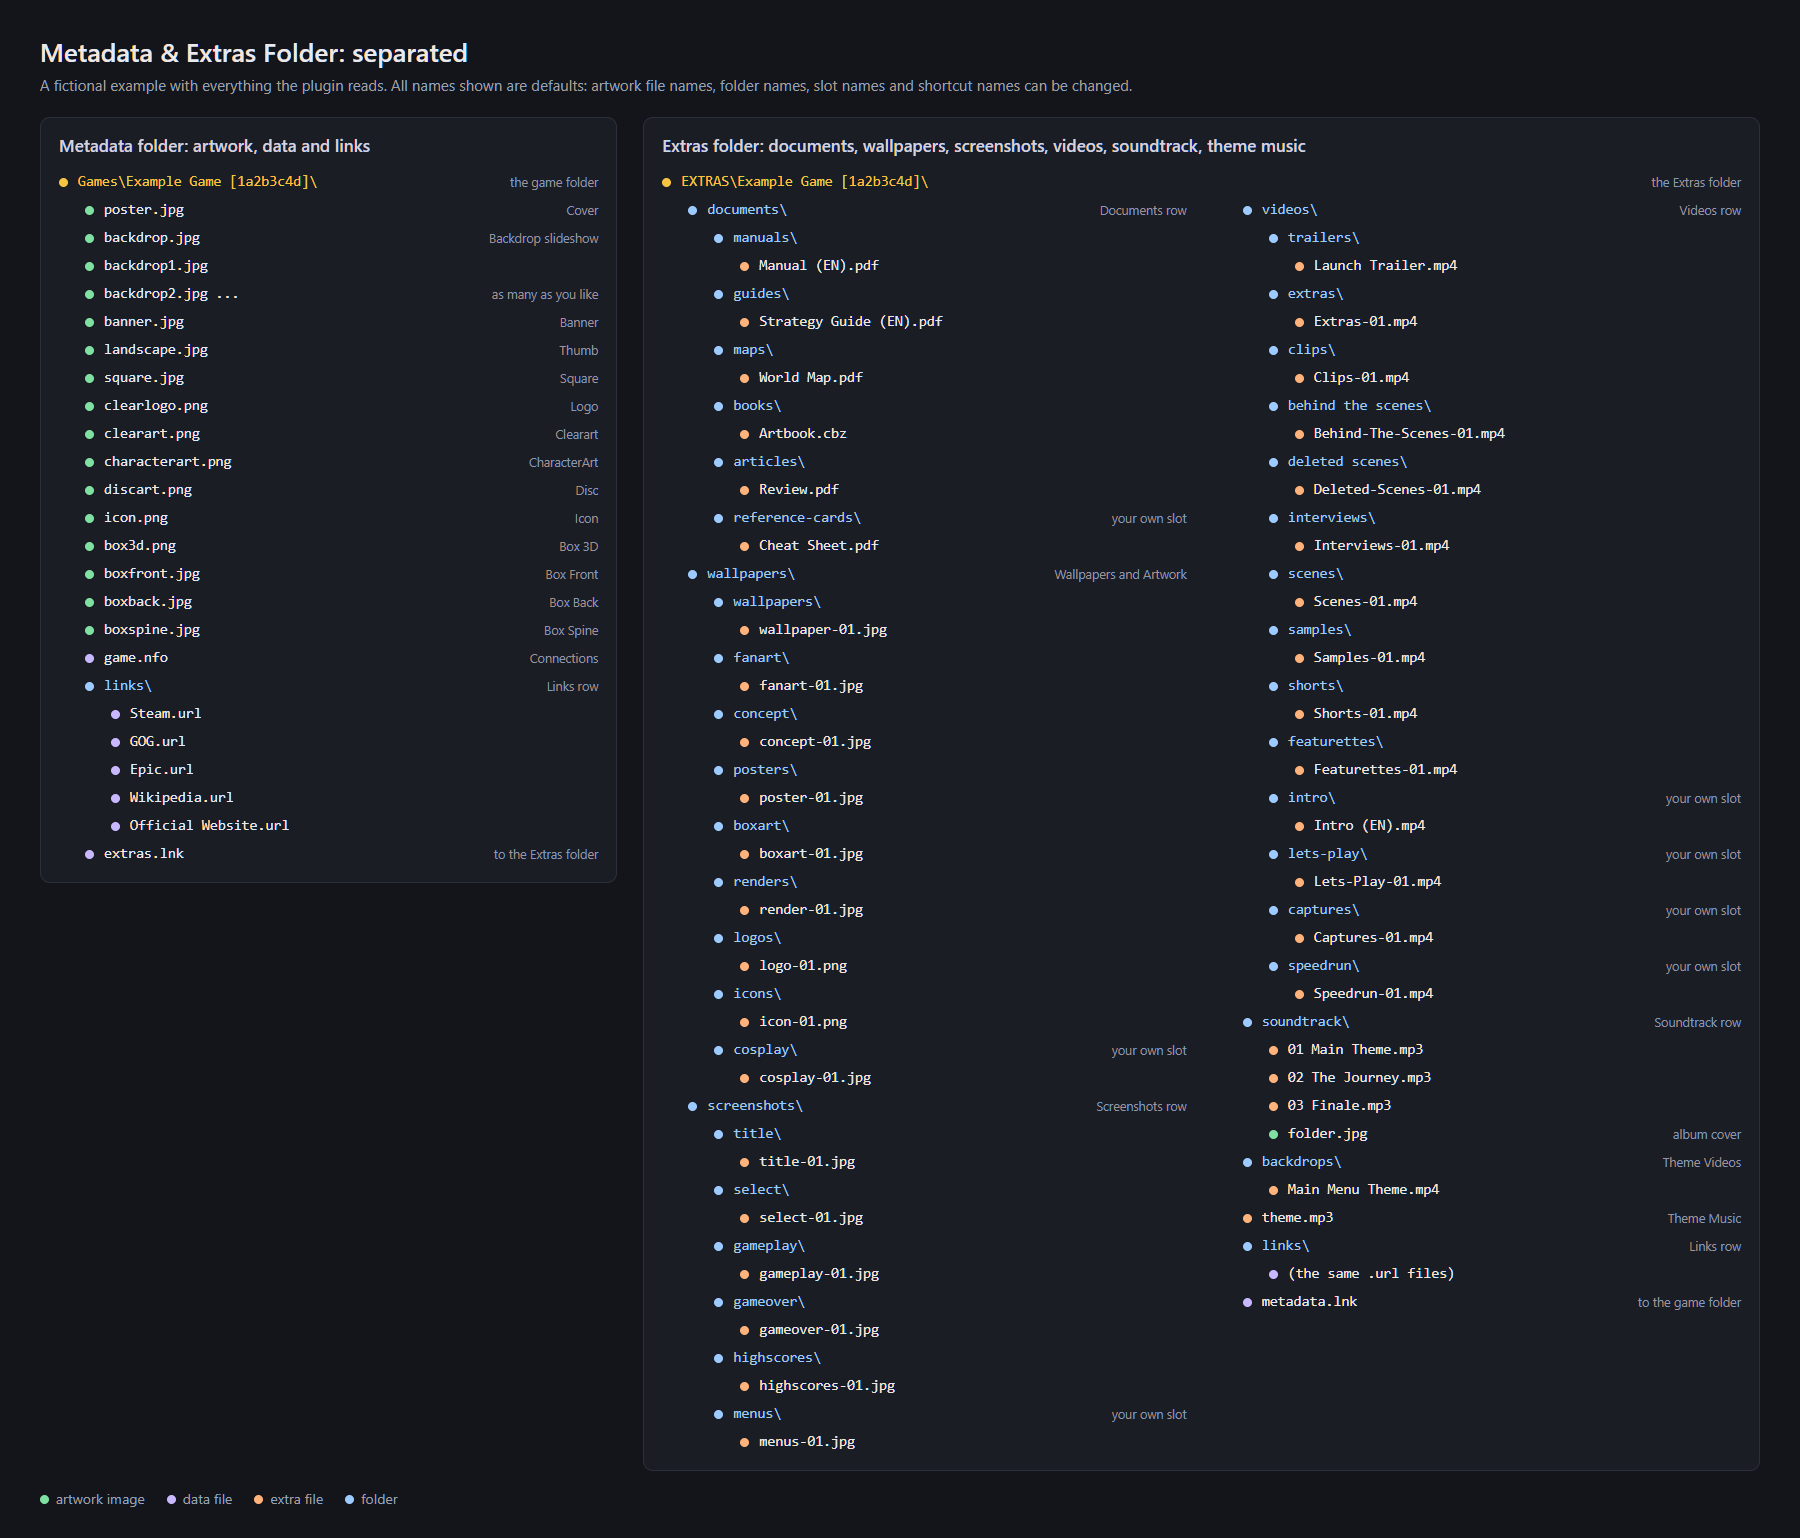 Metadata & Extras Folder: separated
A fictional example with everything the plugin reads. All names shown are defaults: artwork file names, folder names, slot names and shortcut names can be changed.
Metadata folder: artwork, data and links
Games\Example Game [1a2b3c4d]\ the game folder
poster.jpg Cover
backdrop.jpg Backdrop slideshow
backdrop1.jpg
backdrop2.jpg ... as many as you like
banner.jpg Banner
landscape.jpg Thumb
square.jpg Square
clearlogo.png Logo
clearart.png Clearart
characterart.png CharacterArt
discart.png Disc
icon.png Icon
box3d.png Box 3D
boxfront.jpg Box Front
boxback.jpg Box Back
boxspine.jpg Box Spine
game.nfo Connections
links\ Links row
Steam.url
GOG.url
Epic.url
Wikipedia.url
Official Website.url
extras.lnk to the Extras folder
Extras folder: documents, wallpapers, screenshots, videos, soundtrack, theme music
EXTRAS\Example Game [1a2b3c4d]\ the Extras folder
documents\ Documents row
manuals\
Manual (EN).pdf
guides\
Strategy Guide (EN).pdf
maps\
World Map.pdf
books\
Artbook.cbz
articles\
Review.pdf
reference-cards\ your own slot
Cheat Sheet.pdf
wallpapers\ Wallpapers and Artwork
wallpapers\
wallpaper-01.jpg
fanart\
fanart-01.jpg
concept\
concept-01.jpg
posters\
poster-01.jpg
boxart\
boxart-01.jpg
renders\
render-01.jpg
logos\
logo-01.png
icons\
icon-01.png
cosplay\ your own slot
cosplay-01.jpg
screenshots\ Screenshots row
title\
title-01.jpg
select\
select-01.jpg
gameplay\
gameplay-01.jpg
gameover\
gameover-01.jpg
highscores\
highscores-01.jpg
menus\ your own slot
menus-01.jpg
videos\ Videos row
trailers\
Launch Trailer.mp4
extras\
Extras-01.mp4
clips\
Clips-01.mp4
behind the scenes\
Behind-The-Scenes-01.mp4
deleted scenes\
Deleted-Scenes-01.mp4
interviews\
Interviews-01.mp4
scenes\
Scenes-01.mp4
samples\
Samples-01.mp4
shorts\
Shorts-01.mp4
featurettes\
Featurettes-01.mp4
intro\ your own slot
Intro (EN).mp4
lets-play\ your own slot
Lets-Play-01.mp4
captures\ your own slot
Captures-01.mp4
speedrun\ your own slot
Speedrun-01.mp4
soundtrack\ Soundtrack row
01 Main Theme.mp3
02 The Journey.mp3
03 Finale.mp3
folder.jpg album cover
backdrops\ Theme Videos
Main Menu Theme.mp4
theme.mp3 Theme Music
links\ Links row
(the same .url files)
metadata.lnk to the game folder
artwork image data file extra file folder